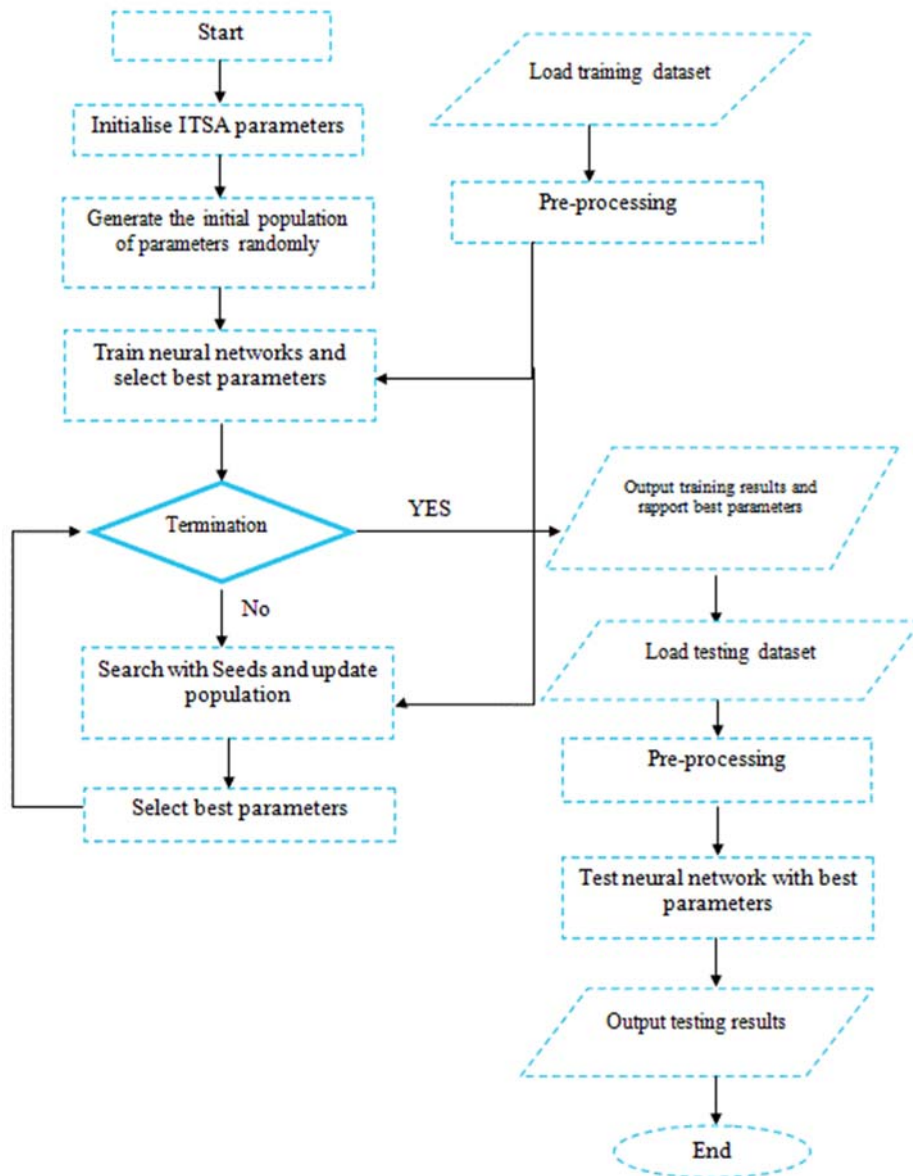 Start
Initialise ITSA parameters
Generate the initial population
of parameters randomly
Train neural networks and
select best parameters
Termination
YES
No
Search with Seeds and update
population
Select best parameters
Load training dataset
Pre-processing
Output training results and
rapport best parameters
Load testing dataset
Pre-processing
Test neural network with best
parameters
Output testing results
End